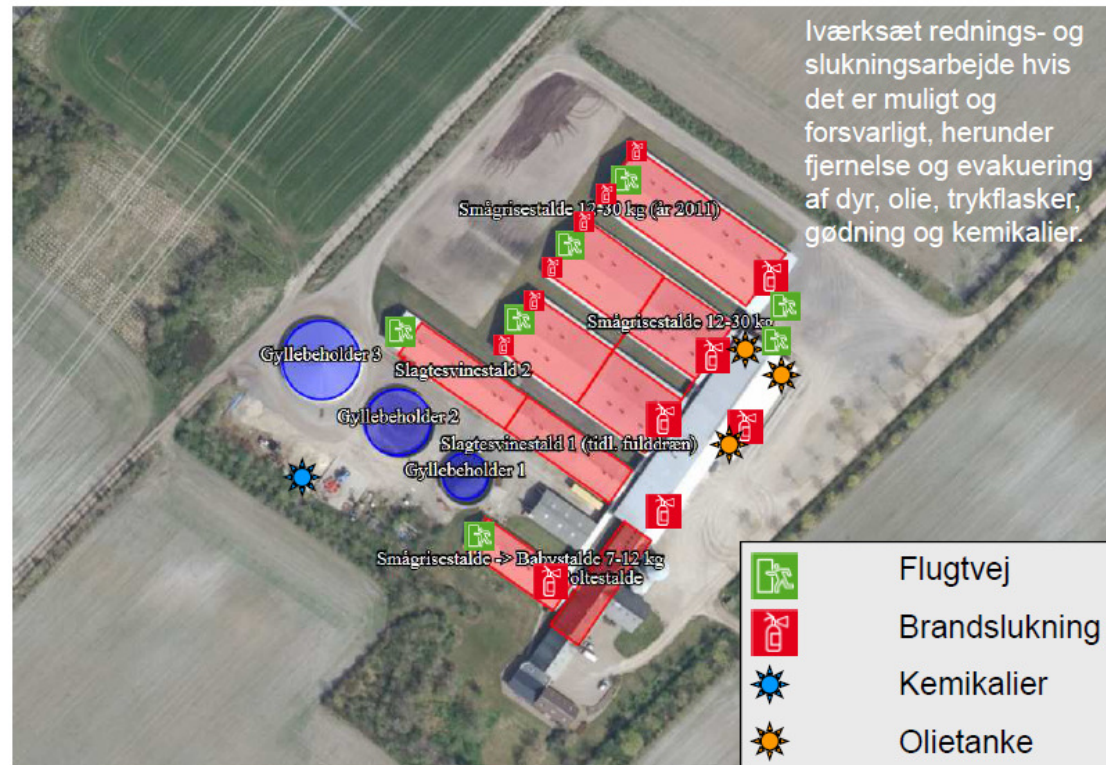 Iværksæt rednings- og
slukningsarbejde hvis
det er muligt og
forsvarligt, herunder
fjernelse og evakuering
af dyr, olie, trykflasker,
gødning og kemikalier.
Smågrisestalde 12-30 kg (år 2011)
Smågrisestalde 12-30 kg
Gyllebeholder 3
Slagtesvinestald 2
Gyllebeholder 2
Slagtesvinestald 1 (tidl. fulddræn)
Gyllebeholder 1
Smågrisestalde -> Babystalde 7-12 kg
oltestalde
Flugtvej
Brandslukning
Kemikalier
Olietanke